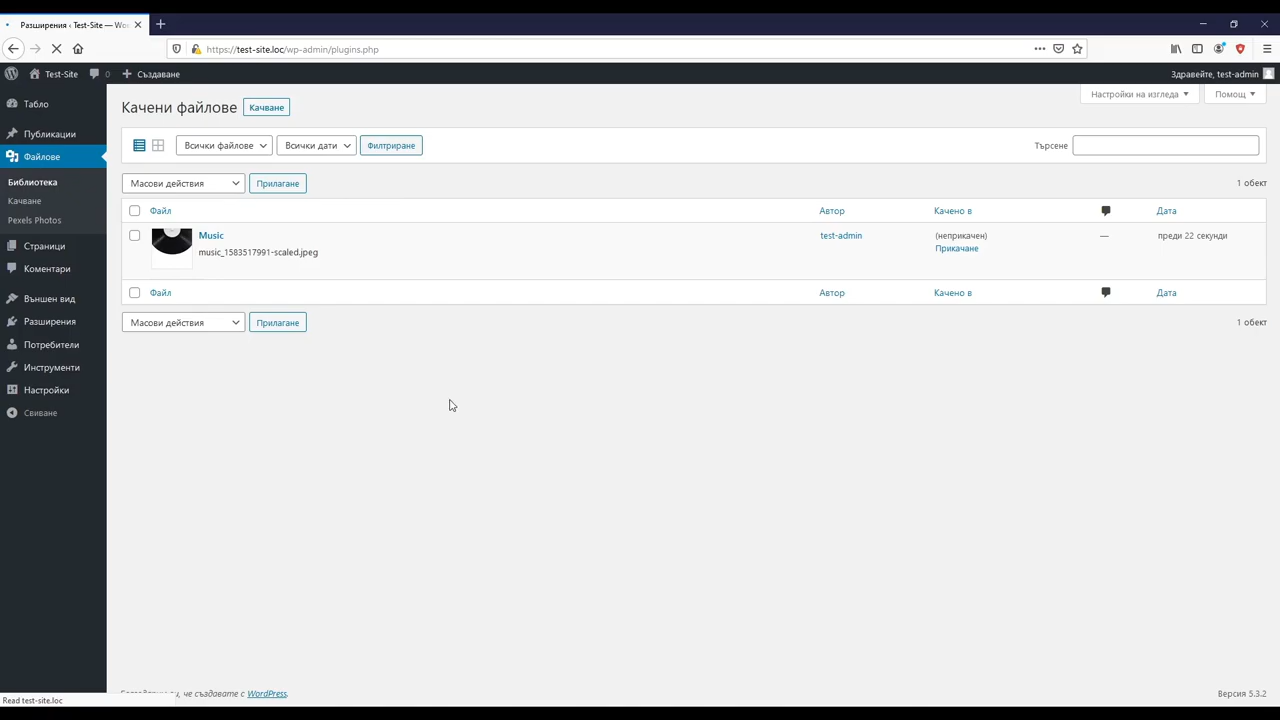 Разширения ‹ Test-Site — Wo
https://test-site.loc/wp-admin/plugins.php
Test-Site
0
Създаване
Здравейте, test-admin
Табло
Публикации
Файлове
Библиотека
Качване
Pexels Photos
Страници
Коментари
Външен вид
Разширения
Потребители
Инструменти
Настройки
Свиване
Качени файлове
Качване
Настройки на изгледа
Помощ
Всички файлове
Всички дати
Филтриране
Търсене
Масови действия
Прилагане
1 обект
Файл
Автор
Качено в
Дата
Music
test-admin
(неприкачен)
—
преди 22 секунди
music_1583517991-scaled.jpeg
Прикачане
Файл
Автор
Качено в
Дата
Масови действия
Прилагане
1 обект
че създавате с WordPress.
Версия 5.3.2
Read test-site.loc